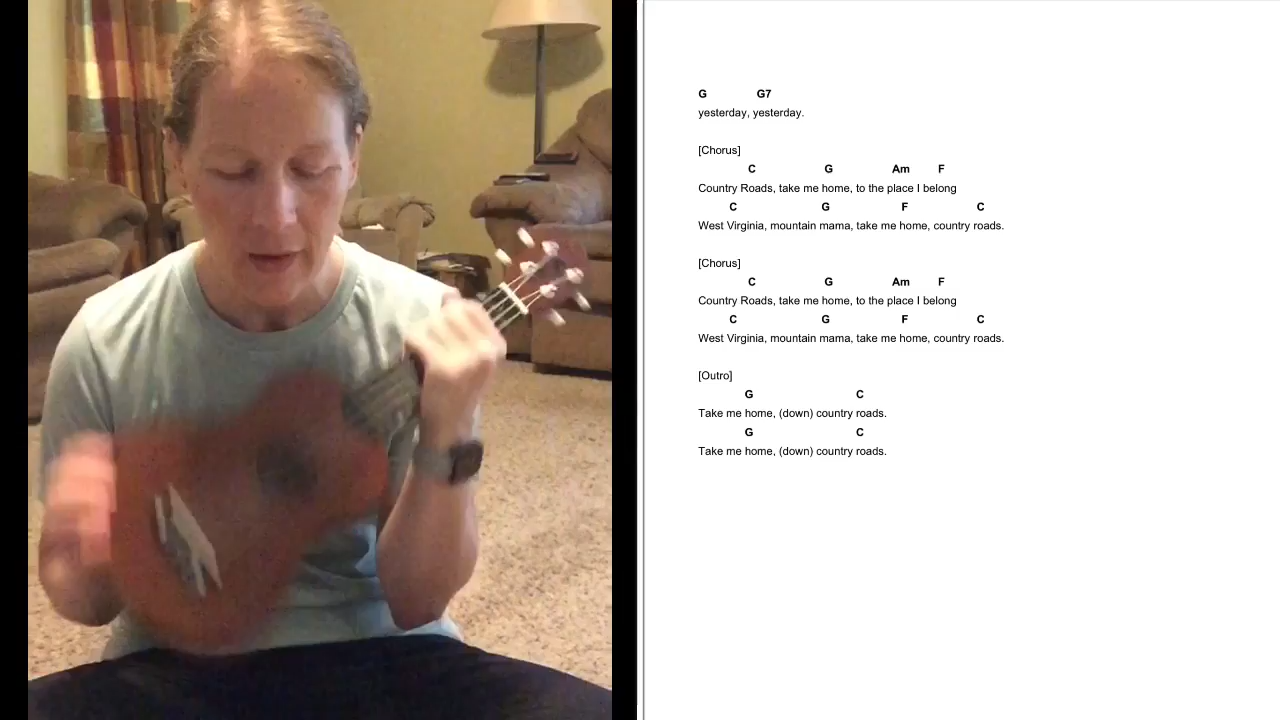 G G7
yesterday, yesterday.
[Chorus]
C G Am F
Country Roads, take me home, to the place I belong
C G F C
West Virginia, mountain mama, take me home, country roads.
[Chorus]
C G Am F
Country Roads, take me home, to the place I belong
C G F C
West Virginia, mountain mama, take me home, country roads.
[Outro]
G C
Take me home, (down) country roads.
G C
Take me home, (down) country roads.